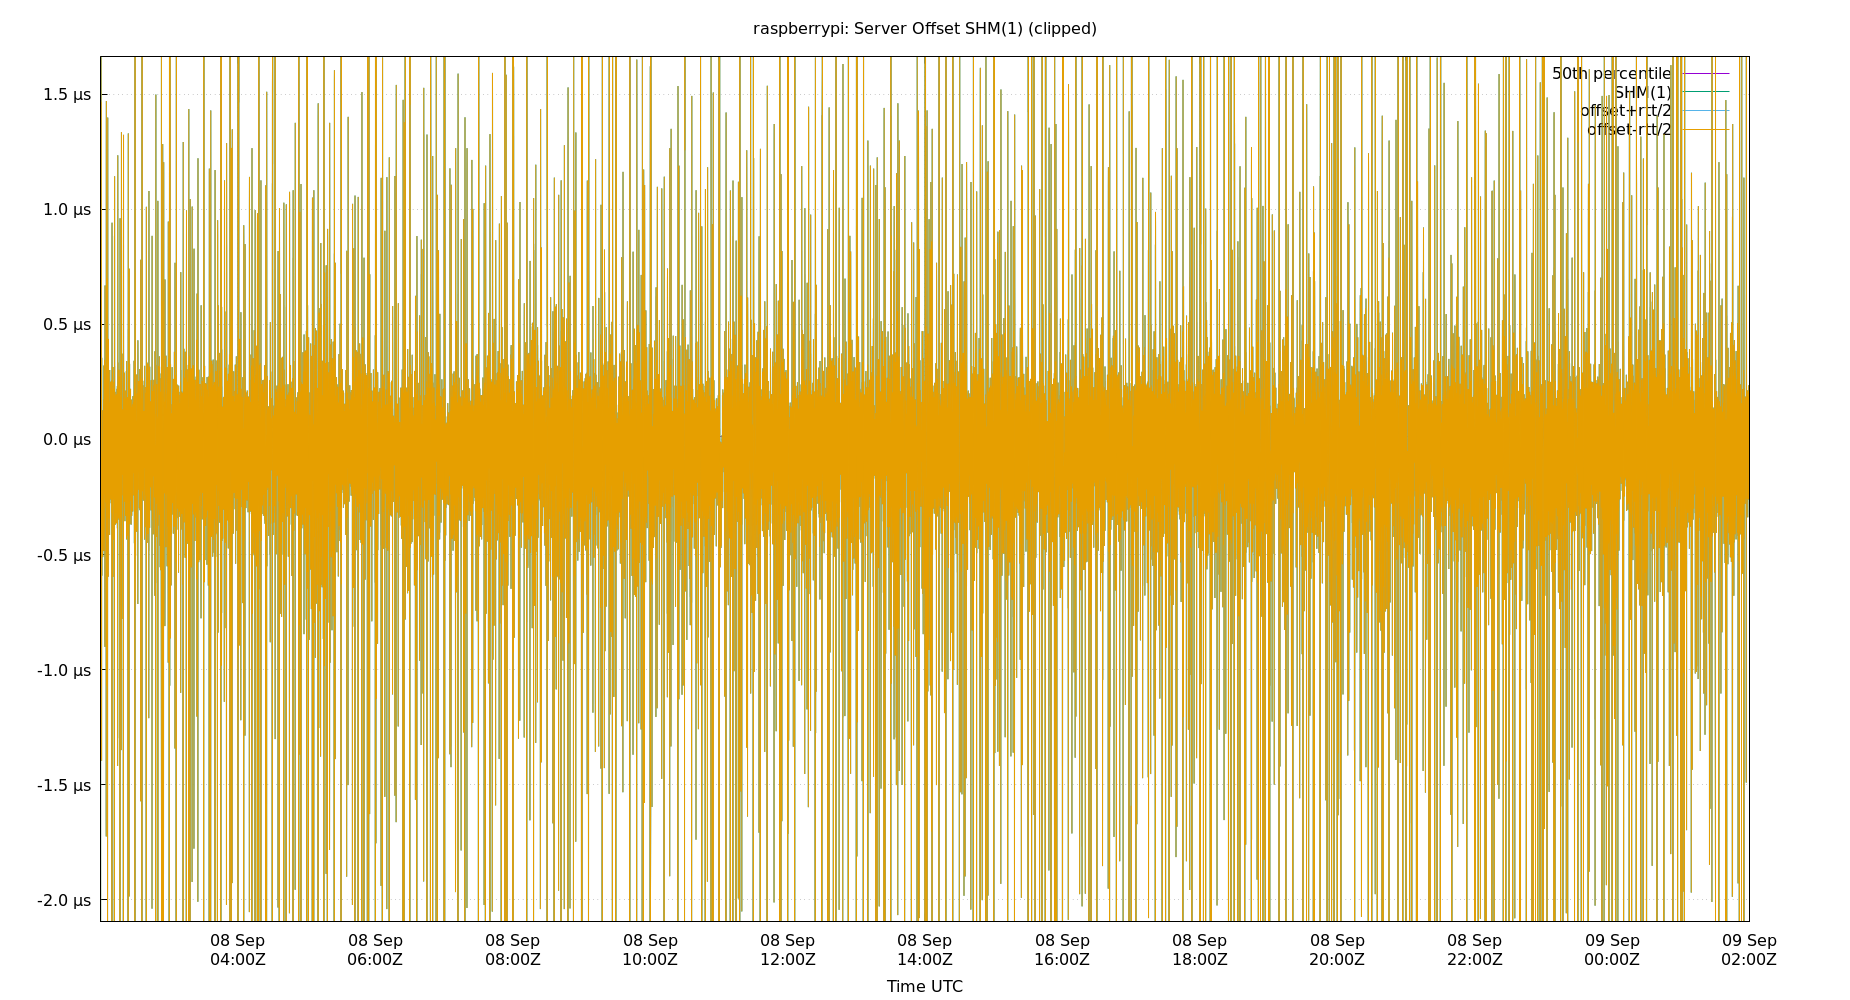 raspberrypi: Server Offset SHM(1) (clipped)
50th percentile
SHM(1)
offset+rtt/2
offset-rtt/2
1.5 µs
1.0 µs
0.5 µs
0.0 µs
-0.5 µs
-1.0 µs
-1.5 µs
-2.0 µs
08 Sep 08 Sep 08 Sep 08 Sep 08 Sep 08 Sep 08 Sep 08 Sep 08 Sep 08 Sep 09 Sep 09 Sep
04:00Z 06:00Z 08:00Z 10:00Z 12:00Z 14:00Z 16:00Z 18:00Z 20:00Z 22:00Z 00:00Z 02:00Z
Time UTC